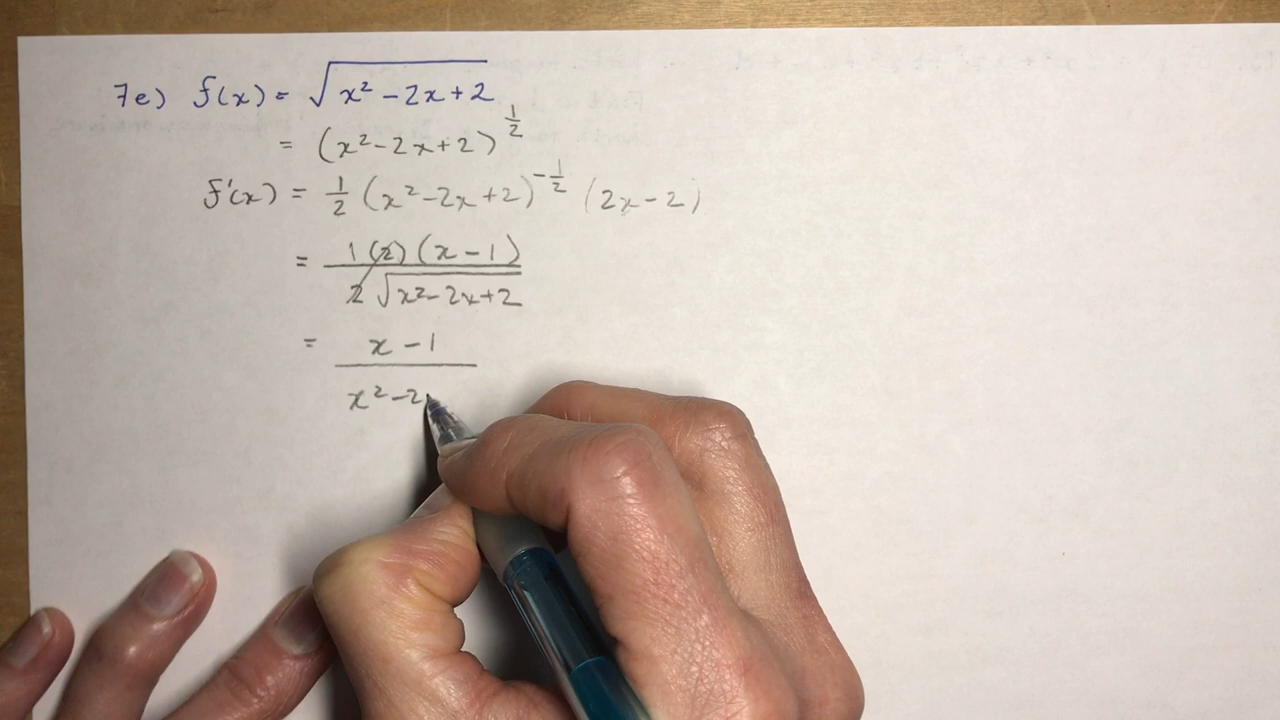 7e) f(x) = √(x² - 2x + 2)
= (x² - 2x + 2)^(1/2)
f'(x) = 1/2 (x² - 2x + 2)^(-1/2) (2x - 2)
= 1(2)(x - 1)
2√(x² - 2x + 2)
= x - 1
x² - 2